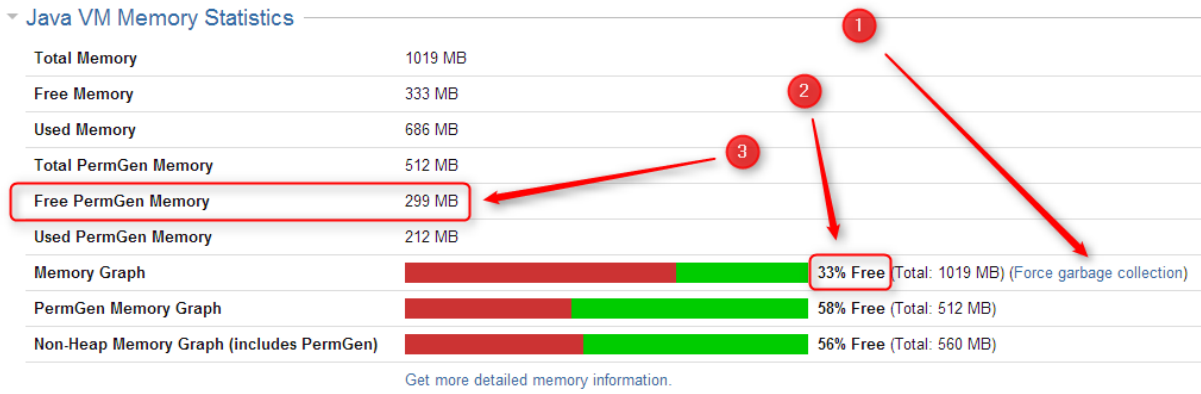 Java VM Memory Statistics
1
Total Memory 1019 MB
2
Free Memory 333 MB
Used Memory 686 MB
3
Total PermGen Memory 512 MB
Free PermGen Memory 299 MB
Used PermGen Memory 212 MB
Memory Graph 33% Free (Total: 1019 MB) (Force garbage collection)
PermGen Memory Graph 58% Free (Total: 512 MB)
Non-Heap Memory Graph (includes PermGen) 56% Free (Total: 560 MB)
Get more detailed memory information.